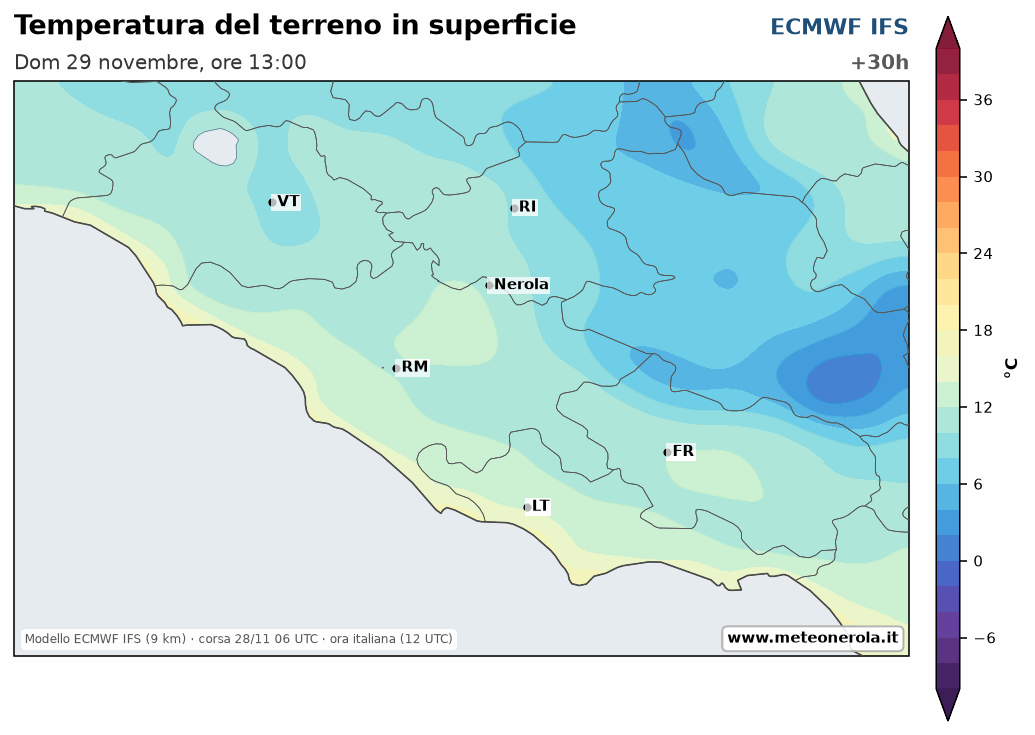 Temperatura del terreno in superficie
ECMWF IFS
Dom 29 novembre, ore 13:00
+30h
36
30
24
18
12
6
0
−6
°C
VT
RI
Nerola
RM
FR
LT
Modello ECMWF IFS (9 km) · corsa 28/11 06 UTC · ora italiana (12 UTC)
www.meteonerola.it